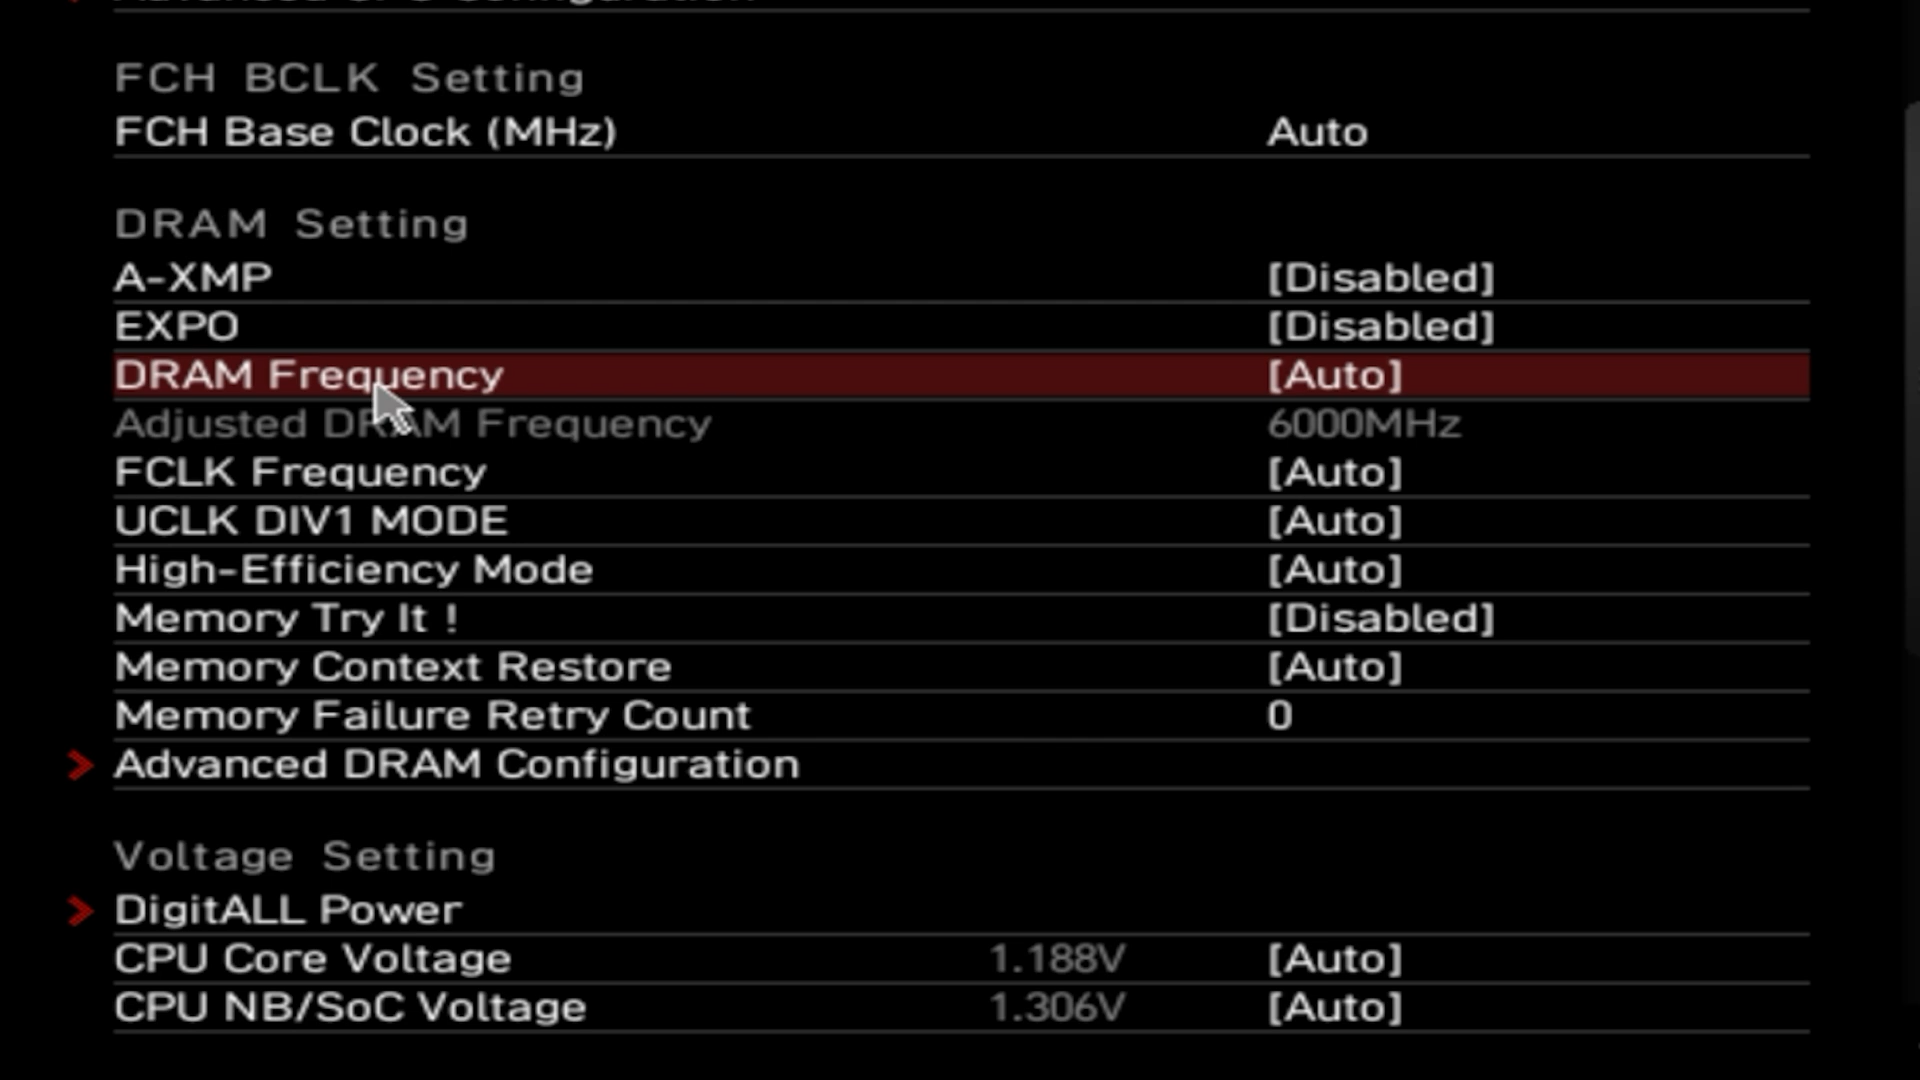 FCH BCLK Setting
FCH Base Clock (MHz) Auto
DRAM Setting
A-XMP [Disabled]
EXPO [Disabled]
DRAM Frequency [Auto]
Adjusted DRAM Frequency 6000MHz
FCLK Frequency [Auto]
UCLK DIV1 MODE [Auto]
High-Efficiency Mode [Auto]
Memory Try It ! [Disabled]
Memory Context Restore [Auto]
Memory Failure Retry Count 0
> Advanced DRAM Configuration
Voltage Setting
> DigitALL Power
CPU Core Voltage 1.188V [Auto]
CPU NB/SoC Voltage 1.306V [Auto]